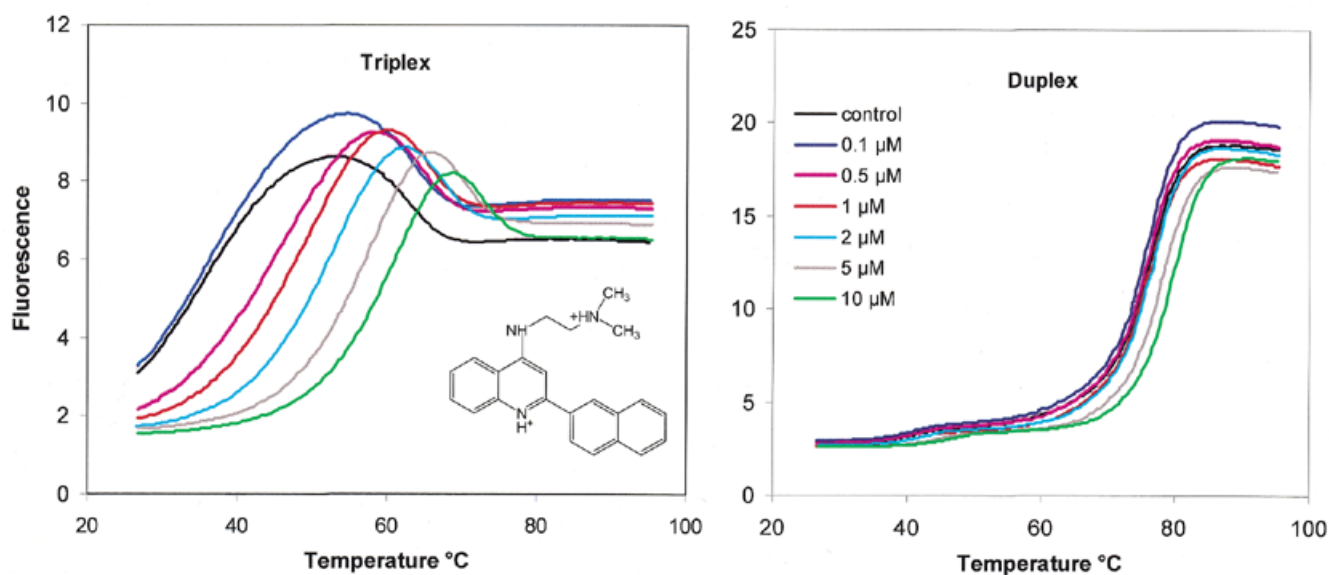 Triplex
Fluorescence
12
10
8
6
4
2
0
20
40
60
80
100
Temperature °C
CH₃
⁺HN
CH₃
NH
N
H⁺
Duplex
control
0.1 µM
0.5 µM
1 µM
2 µM
5 µM
10 µM
25
20
15
10
5
0
20
40
60
80
100
Temperature °C